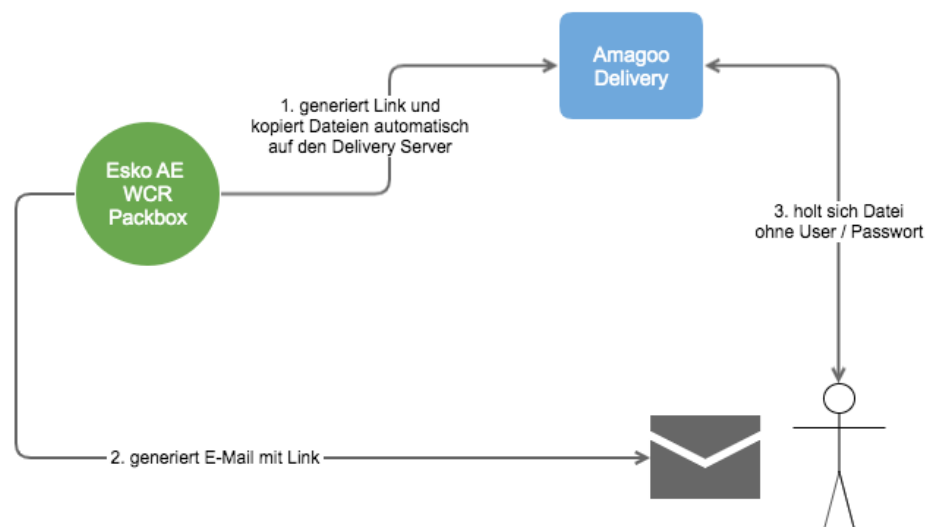 Amagoo
Delivery
1. generiert Link und
kopiert Dateien automatisch
auf den Delivery Server
Esko AE
WCR
Packbox
3. holt sich Datei
ohne User / Passwort
2. generiert E-Mail mit Link